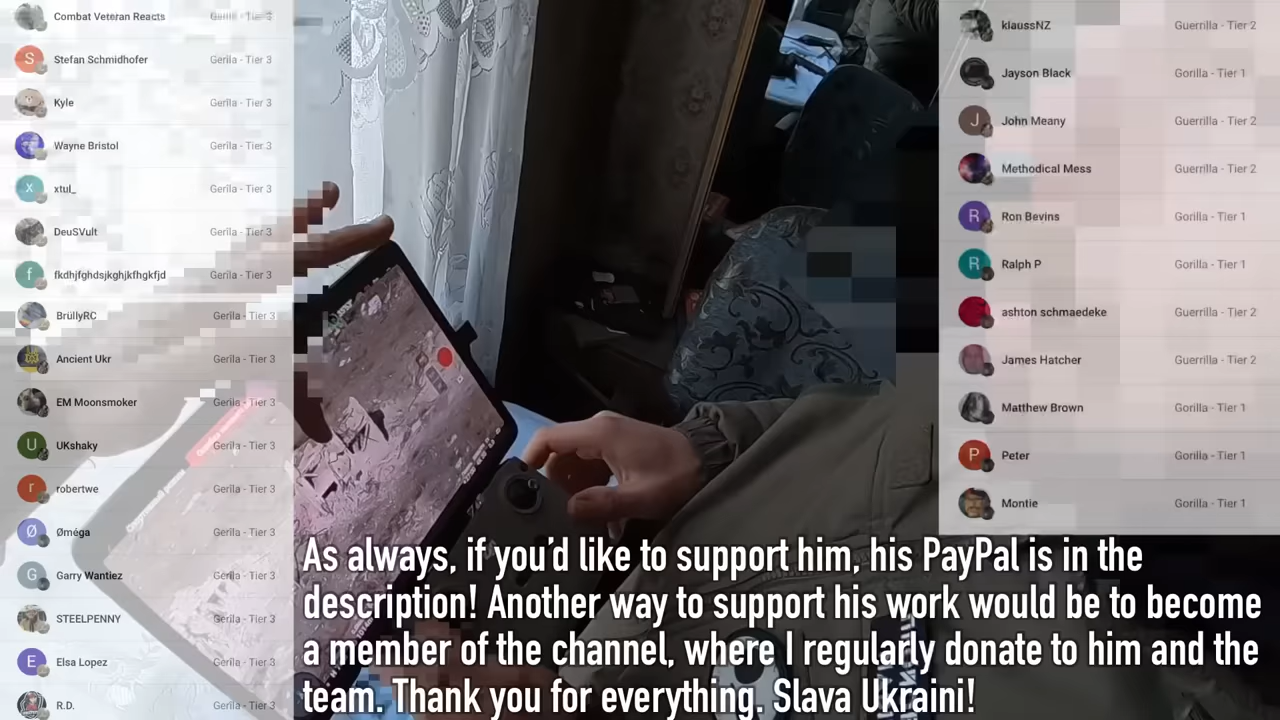 Combat Veteran Reacts
Stefan Schmidhofer Gerila - Tier 3
Kyle Gerila - Tier 3
Wayne Bristol Gerila - Tier 3
xtul_ Gerila - Tier 3
DeuSVult Gerila - Tier 3
fkdhjfghdsjkghjkfhgkfjd Gerila - Tier 3
BrüllyRC Gerila - Tier 3
Ancient Ukr Gerila - Tier 3
EM Moonsmoker Gerila - Tier 3
UKshaky Gerila - Tier 3
robertwe Gerila - Tier 3
Øméga Gerila - Tier 3
Garry Wantiez Gerila - Tier 3
STEELPENNY Gerila - Tier 3
Elsa Lopez Gerila - Tier 3
R.D. Gerila - Tier 3
klaussNZ Guerrilla - Tier 2
Jayson Black Gorilla - Tier 1
John Meany Guerrilla - Tier 2
Methodical Mess Guerrilla - Tier 2
Ron Bevins Gorilla - Tier 1
Ralph P Gorilla - Tier 1
ashton schmaedeke Guerrilla - Tier 2
James Hatcher Guerrilla - Tier 2
Matthew Brown Gorilla - Tier 1
Peter Gorilla - Tier 1
Montie Gorilla - Tier 1
As always, if you’d like to support him, his PayPal is in the
description! Another way to support his work would be to become
a member of the channel, where I regularly donate to him and the
team. Thank you for everything. Slava Ukraini!